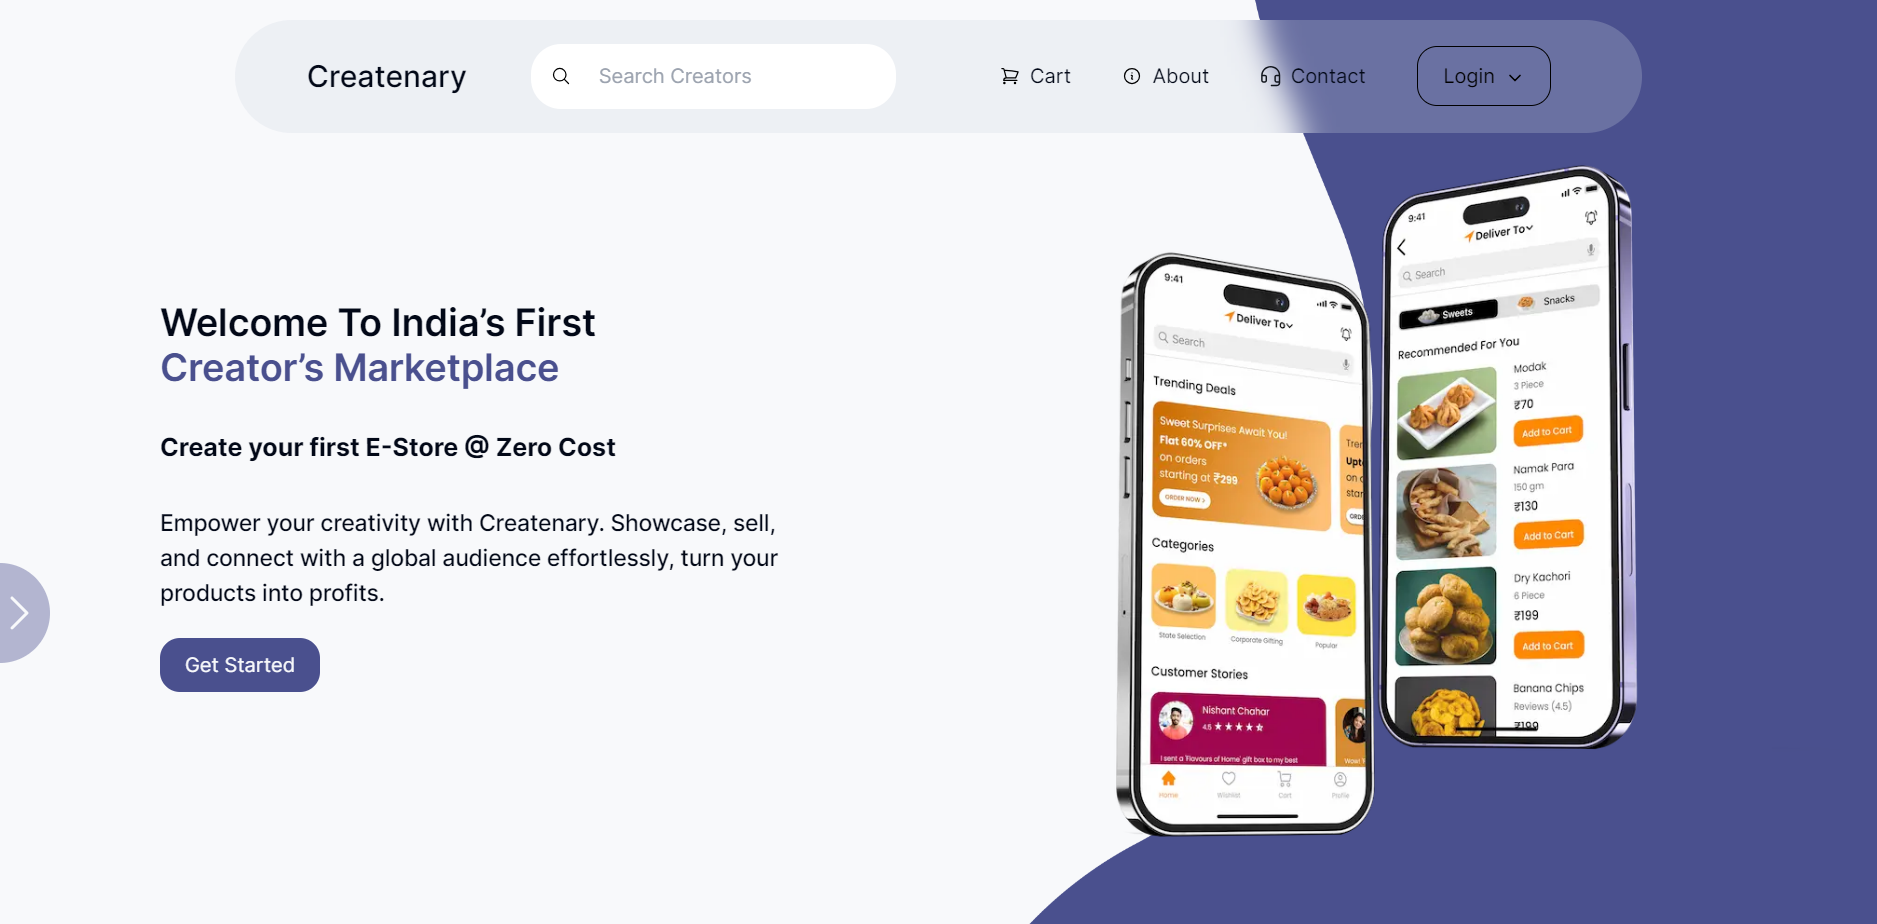 Createnary
Search Creators
Cart
About
Contact
Login
Welcome To India's First
Creator's Marketplace
Create your first E-Store @ Zero Cost
Empower your creativity with Createnary. Showcase, sell,
and connect with a global audience effortlessly, turn your
products into profits.
Get Started
9:41
Deliver To
Search
Trending Deals
Sweet Surprises Await You!
Flat 60% OFF*
on orders
starting at ₹299
ORDER NOW >
Categories
State Selection
Corporate Gifting
Popular
Customer Stories
Nishant Chahar
4.5
I sent a 'Flavours of Home' gift box to my best
Home
Wishlist
Cart
Profile
9:41
Deliver To
Search
Sweets
Snacks
Recommended For You
Modak
3 Piece
₹70
Add to Cart
Namak Para
150 gm
₹130
Add to Cart
Dry Kachori
6 Piece
₹199
Add to Cart
Banana Chips
Reviews (4.5)
₹199